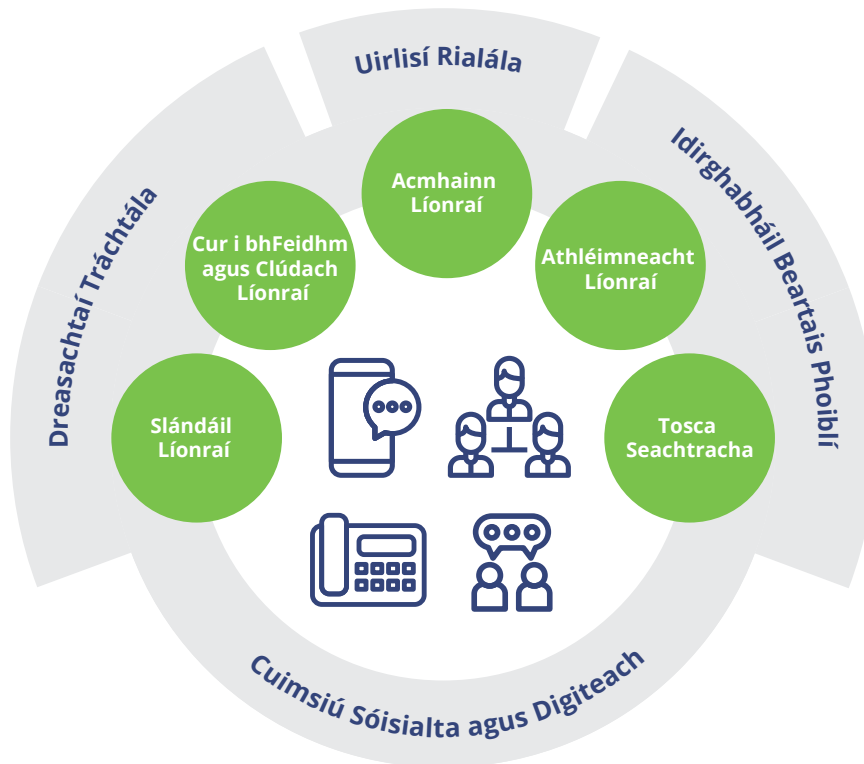 Uirlisí Rialála
Dreasachtaí Tráchtála
Idirghabháil Beartais Phoiblí
Acmhainn
Líonraí
Cur i bhFeidhm
agus Clúdach
Líonraí
Athléimneacht
Líonraí
Slándáil
Líonraí
Tosca
Seachtracha
Cuimsiú Sóisialta agus Digiteach